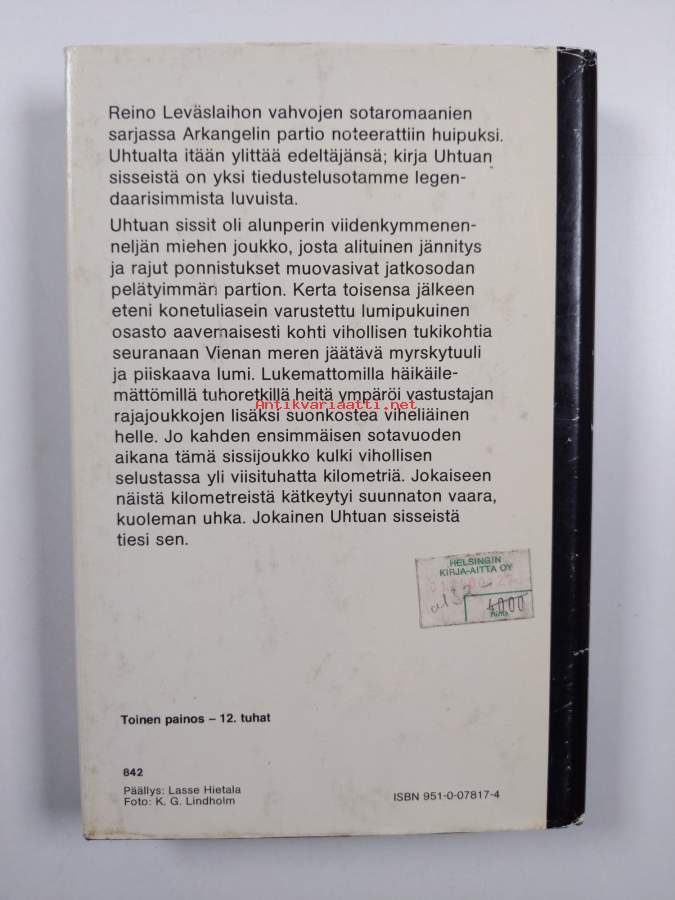 Reino Leväslaihon vahvojen sotaromaanien
sarjassa Arkangelin partio noteerattiin huipuksi.
Uhtualta itään ylittää edeltäjänsä; kirja Uhtuan
sisseistä on yksi tiedustelusotamme legen-
daarisimmista luvuista.
Uhtuan sissit oli alunperin viidenkymmenen-
neljän miehen joukko, josta alituinen jännitys
ja rajut ponnistukset muovasivat jatkosodan
pelätyimmän partion. Kerta toisensa jälkeen
eteni konetuliasein varustettu lumipukuinen
osasto aavemaisesti kohti vihollisen tukikohtia
seuranaan Vienan meren jäätävä myrskytuuli
ja piiskaava lumi. Lukemattomilla häikäile-
mättömillä tuhoretkillä heitä ympäröi vastustajan
Antikvariaatti.net
rajajoukkojen lisäksi suonkostea viheliäinen
helle. Jo kahden ensimmäisen sotavuoden
aikana tämä sissijoukko kulki vihollisen
selustassa yli viisituhatta kilometriä. Jokaiseen
näistä kilometreistä kätkeytyi suunnaton vaara,
kuoleman uhka. Jokainen Uhtuan sisseistä
tiesi sen.
HELSINGIN
KIRJA-AITTA OY
4000
Hinta
Toinen painos – 12. tuhat
842
Päällys: Lasse Hietala
Foto: K. G. Lindholm
ISBN 951-0-07817-4